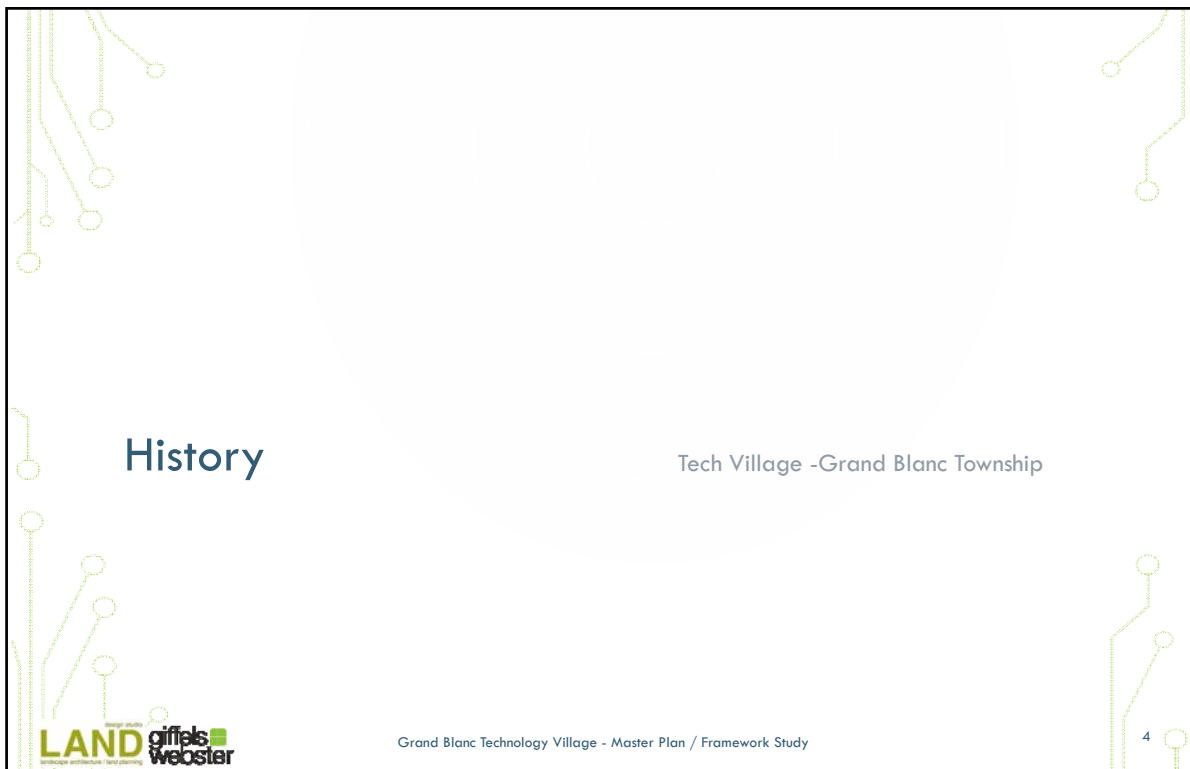 History
Tech Village -Grand Blanc Township
design studio
LAND
landscape architecture / land planning
giffels
webster
Grand Blanc Technology Village - Master Plan / Framework Study
4